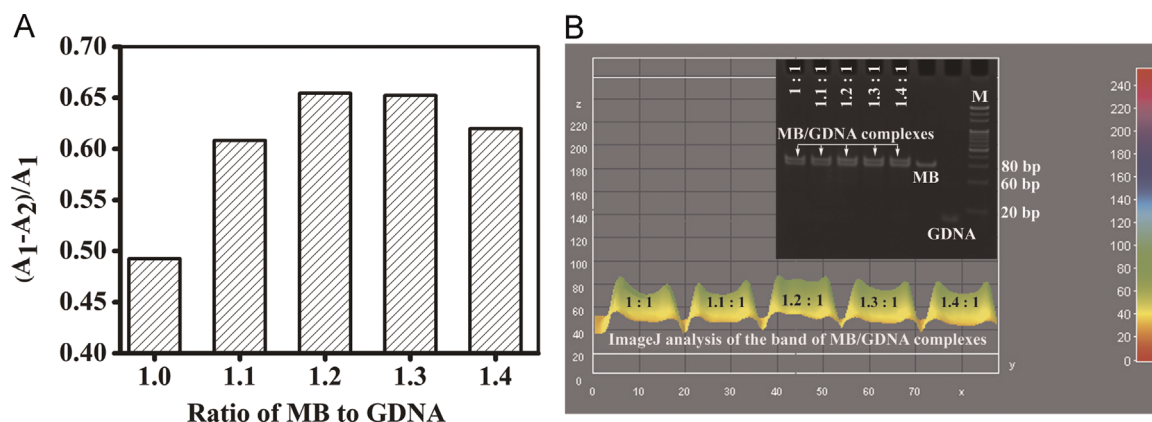 A
0.70
0.65
0.60
0.55
0.50
0.45
0.40
(A1-A2)/A1
1.0 1.1 1.2 1.3 1.4
Ratio of MB to GDNA
B
z
220
200
180
160
140
120
100
80
60
40
20
0
0 10 20 30 40 50 60 70 x
y
1 : 1
1.1 : 1
1.2 : 1
1.3 : 1
1.4 : 1
M
MB/GDNA complexes
MB
GDNA
80 bp
60 bp
20 bp
1 : 1 1.1 : 1 1.2 : 1 1.3 : 1 1.4 : 1
ImageJ analysis of the band of MB/GDNA complexes
240
220
200
180
160
140
120
100
80
60
40
20
0